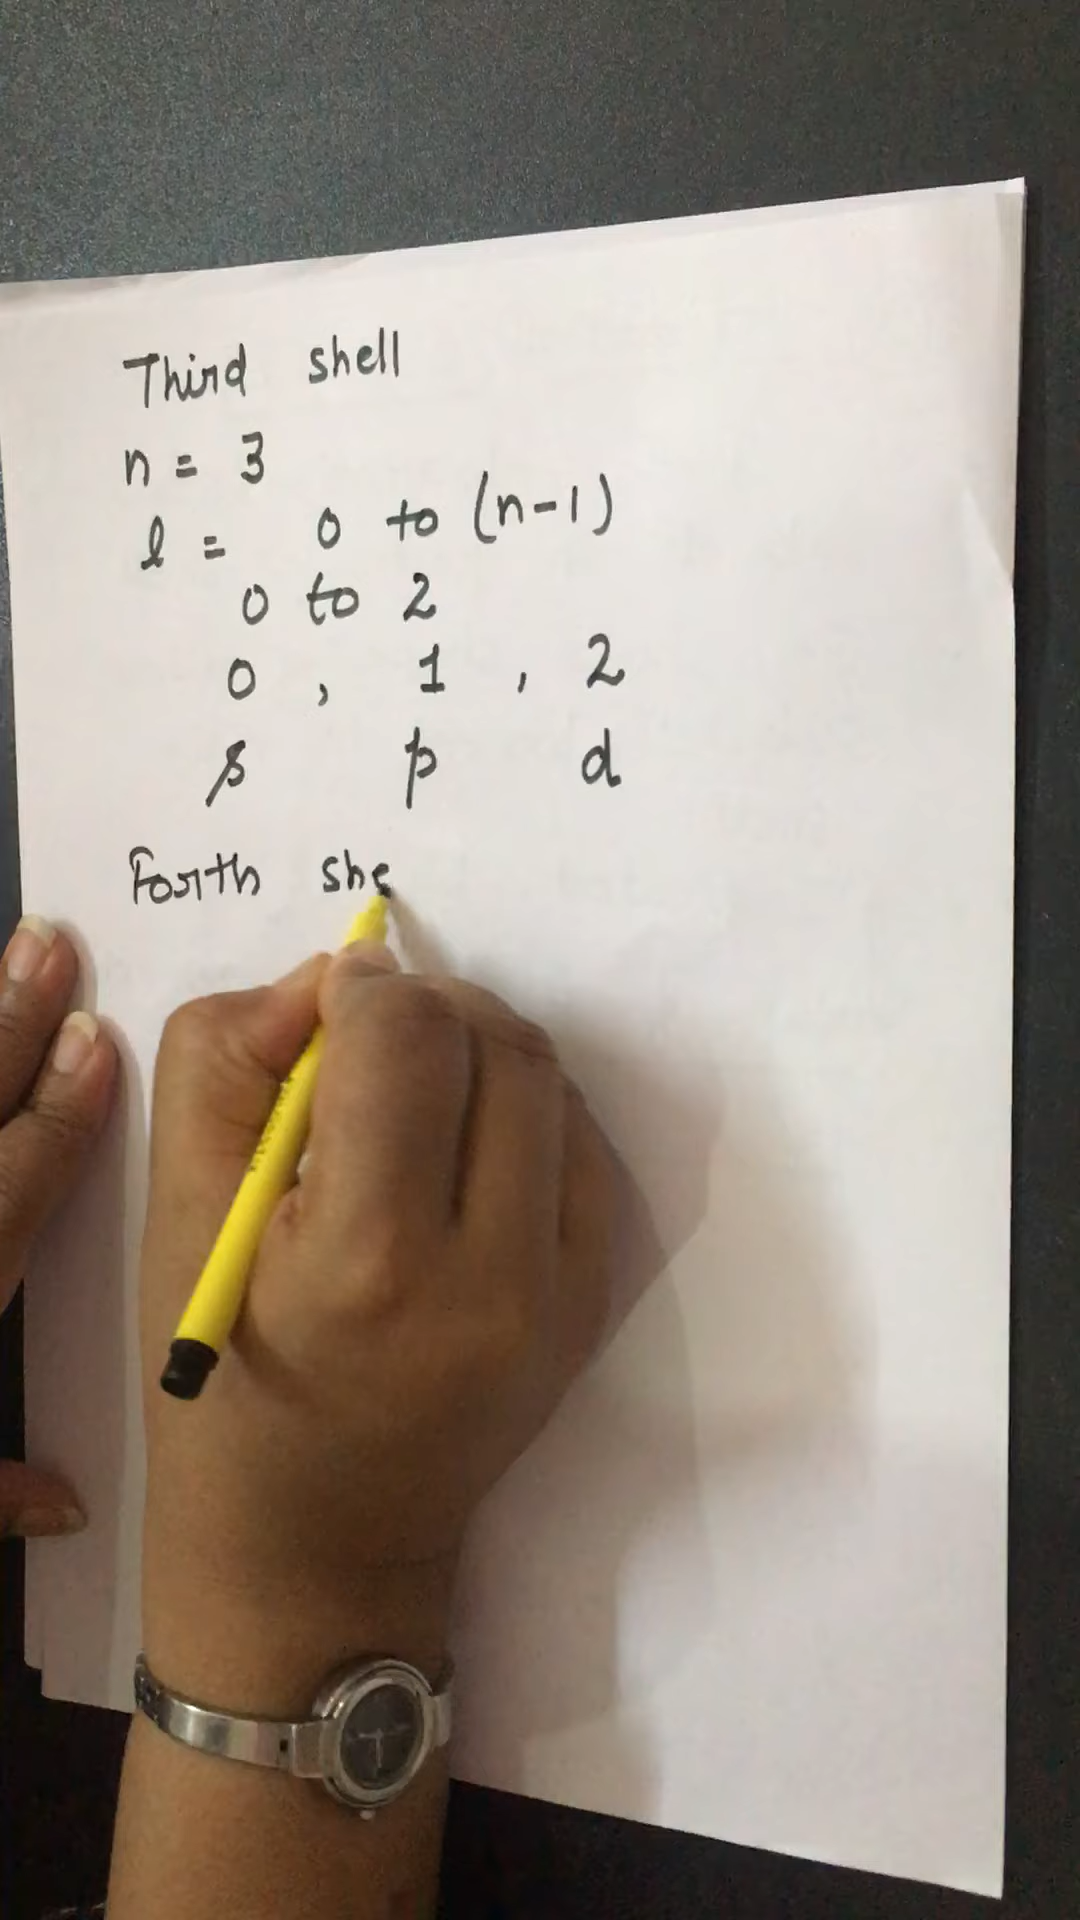 Third shell
n = 3
l = 0 to (n-1)
0 to 2
0 , 1 , 2
s p d
Forth she